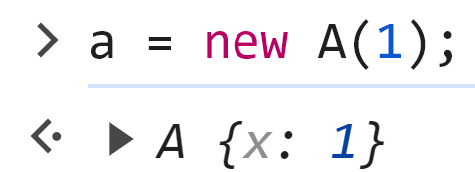 > a = new A(1);
A {x: 1}